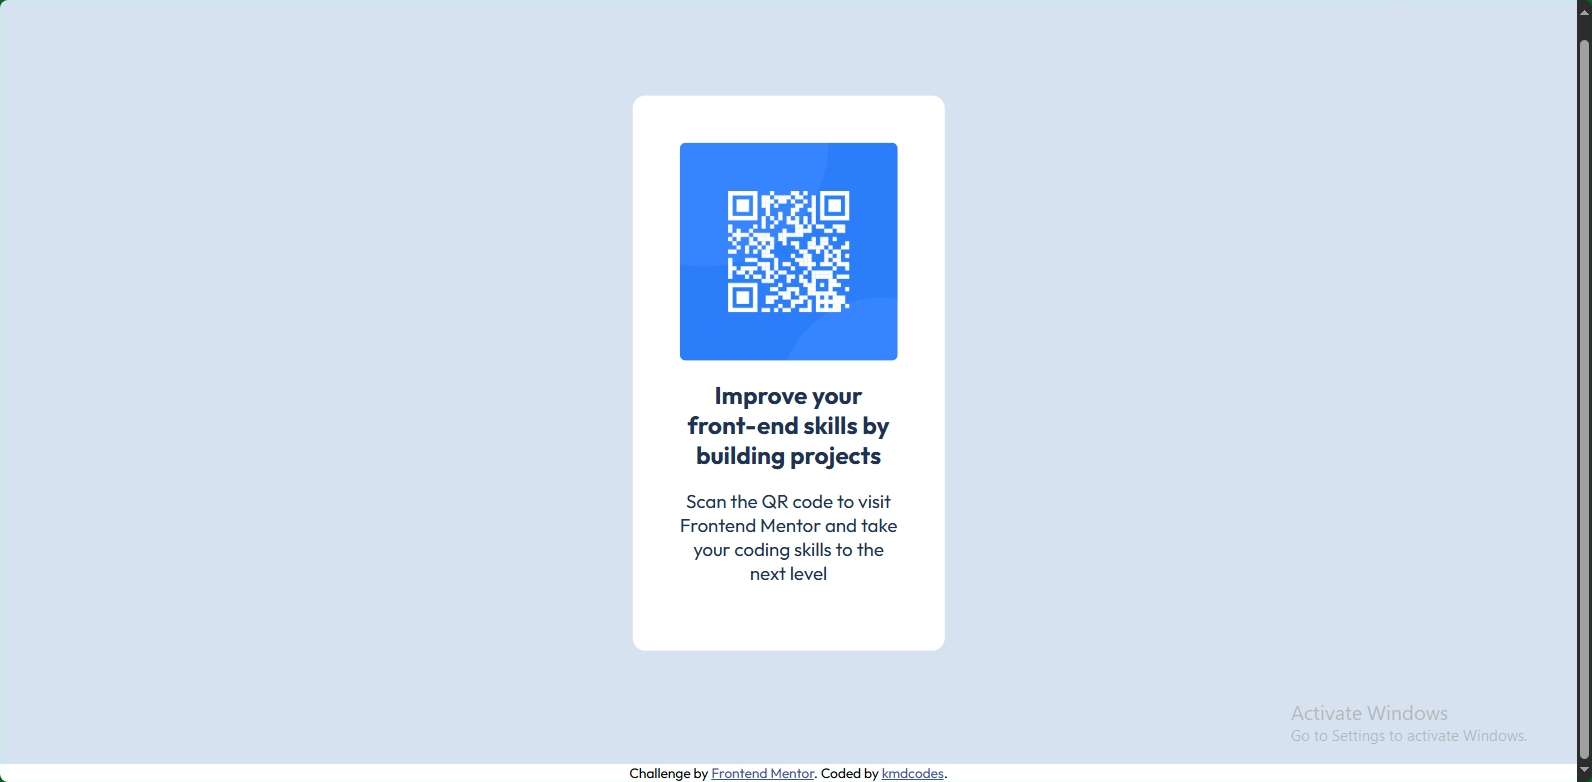 Improve your
front-end skills by
building projects
Scan the QR code to visit
Frontend Mentor and take
your coding skills to the
next level
Activate Windows
Go to Settings to activate Windows.
Challenge by Frontend Mentor. Coded by kmdcodes.